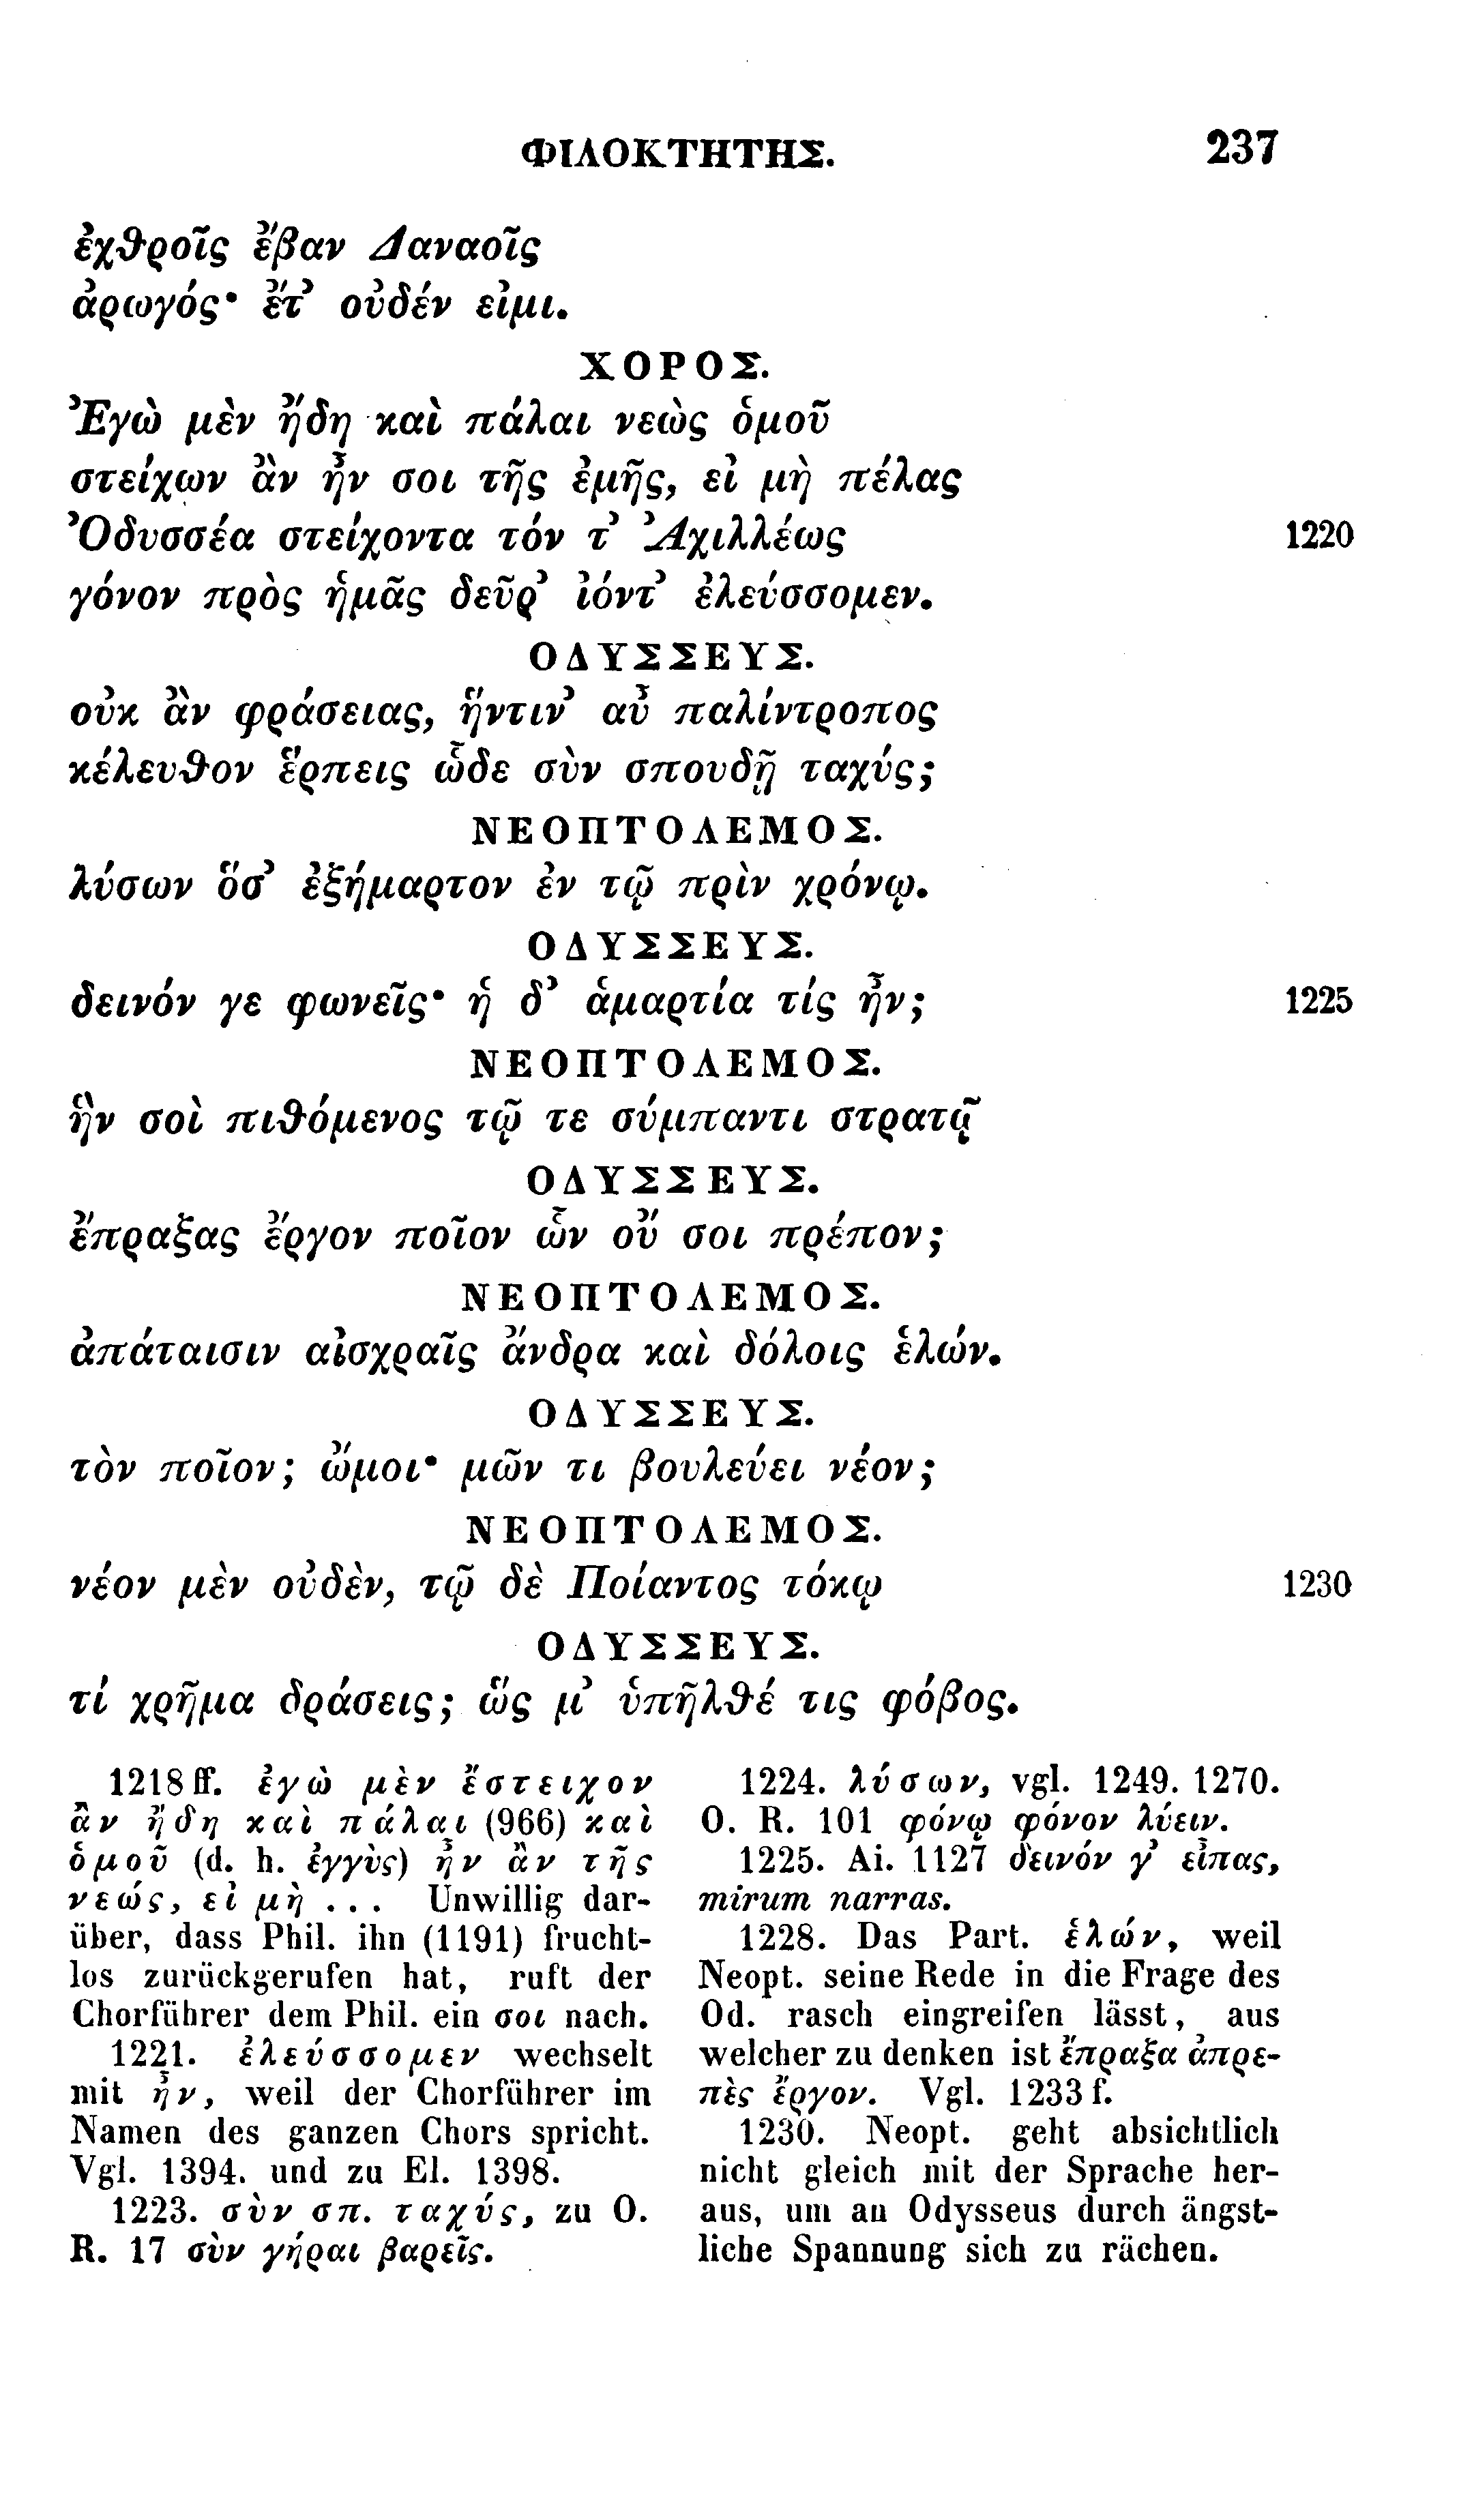 ΦΙΛΟΚΤΗΤΗΣ. 237
ἐχθροῖς ἔβαν Δαναοῖς
ἀρωγός· ἔτ’ οὐδέν εἰμι.
ΧΟΡΟΣ.
Ἐγὼ μὲν ἤδη καὶ πάλαι νεὼς ὁμοῦ
στείχων ἂν ἦν σοι τῆς ἐμῆς, εἰ μὴ πέλας
Ὀδυσσέα στείχοντα τόν τ’ Ἀχιλλέως 1220
γόνον πρὸς ἡμᾶς δεῦρ’ ἰόντ’ ἐλεύσσομεν.
ΟΔΥΣΣΕΥΣ.
οὐκ ἂν φράσειας, ἥντιν’ αὖ παλίντροπος
κέλευθον ἕρπεις ὧδε σὺν σπουδῇ ταχύς;
ΝΕΟΠΤΟΛΕΜΟΣ.
λύσων ὅσ’ ἐξήμαρτον ἐν τῷ πρὶν χρόνῳ.
ΟΔΥΣΣΕΥΣ.
δεινόν γε φωνεῖς· ἡ δ’ ἁμαρτία τίς ἦν; 1225
ΝΕΟΠΤΟΛΕΜΟΣ.
ἣν σοὶ πιθόμενος τῷ τε σύμπαντι στρατῷ
ΟΔΥΣΣΕΥΣ.
ἔπραξας ἔργον ποῖον ὧν οὔ σοι πρέπον;
ΝΕΟΠΤΟΛΕΜΟΣ.
ἀπάταισιν αἰσχραῖς ἄνδρα καὶ δόλοις ἑλών.
ΟΔΥΣΣΕΥΣ.
τὸν ποῖον; ὤμοι· μῶν τι βουλεύει νέον;
ΝΕΟΠΤΟΛΕΜΟΣ.
νέον μὲν οὐδὲν, τῷ δὲ Ποίαντος τόκῳ 1230
ΟΔΥΣΣΕΥΣ.
τί χρῆμα δράσεις; ὥς μ’ ὑπῆλθέ τις φόβος.
1218 ff. ἐγὼ μὲν ἔστειχον
ἂν ἤδη καὶ πάλαι (966) καὶ
ὁμοῦ (d. h. ἐγγὺς) ἦν ἂν τῆς
νεώς, εἰ μὴ ... Unwillig dar-
über, dass Phil. ihn (1191) frucht-
los zurückgerufen hat, ruft der
Chorführer dem Phil. ein σοι nach.
1221. ἐλεύσσομεν wechselt
mit ἦν, weil der Chorführer im
Namen des ganzen Chors spricht.
Vgl. 1394. und zu El. 1398.
1223. σὺν σπ. ταχύς, zu O.
R. 17 σὺν γήραι βαρεῖς.
1224. λύσων, vgl. 1249. 1270.
O. R. 101 φόνῳ φόνον λύειν.
1225. Ai. 1127 δεινόν γ’ εἶπας,
mirum narras.
1228. Das Part. ἑλών, weil
Neopt. seine Rede in die Frage des
Od. rasch eingreifen lässt, aus
welcher zu denken ist ἔπραξα ἀπρε-
πὲς ἔργον. Vgl. 1233 f.
1230. Neopt. geht absichtlich
nicht gleich mit der Sprache her-
aus, um an Odysseus durch ängst-
liche Spannung sich zu rächen.